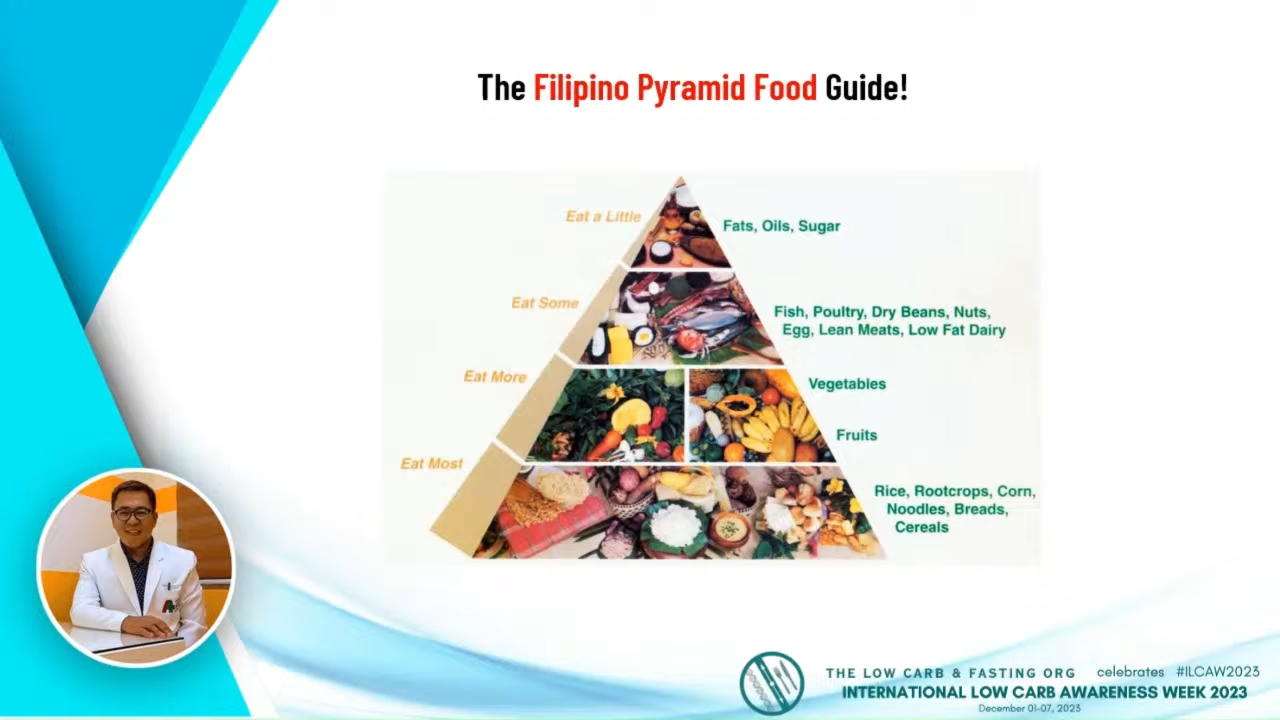 The Filipino Pyramid Food Guide!
Eat a Little
Fats, Oils, Sugar
Eat Some
Fish, Poultry, Dry Beans, Nuts,
Egg, Lean Meats, Low Fat Dairy
Eat More
Vegetables
Fruits
Eat Most
Rice, Rootcrops, Corn,
Noodles, Breads,
Cereals
THE LOW CARB & FASTING ORG celebrates #ILCAW2023
INTERNATIONAL LOW CARB AWARENESS WEEK 2023
December 01-07, 2023